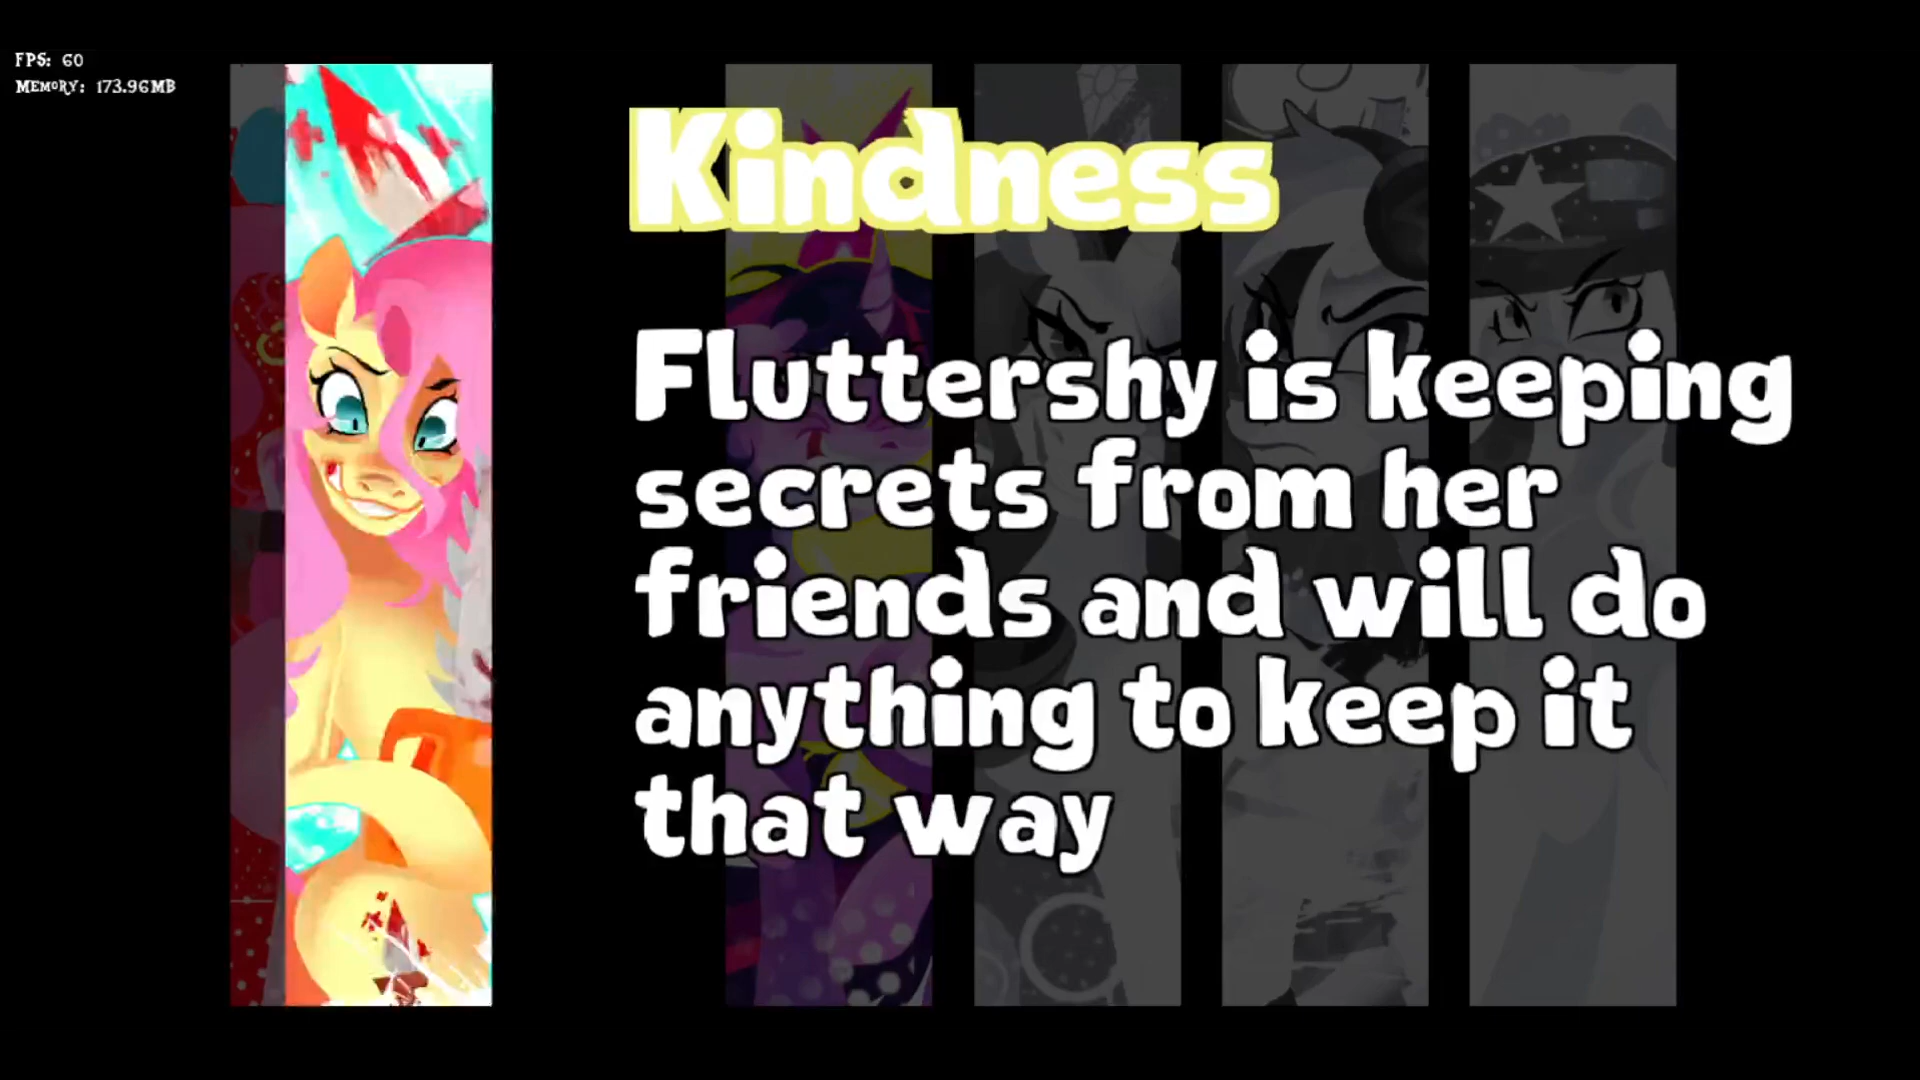 FPS: 60
MEMORY: 173.96MB
Kindness
Fluttershy is keeping
secrets from her
friends and will do
anything to keep it
that way